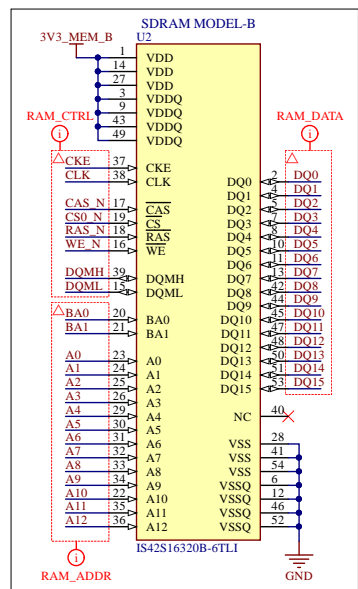 SDRAM MODEL-B
3V3_MEM_B U2
1 VDD
14 VDD
27 VDD
3 VDDQ
9 VDDQ
43 VDDQ
49 VDDQ
RAM_CTRL RAM_DATA
i i
CKE 37 CKE
CLK 38 CLK DQ0 2 DQ0
DQ1 4 DQ1
CAS_N 17 CAS DQ2 5 DQ2
CS0_N 19 CS DQ3 7 DQ3
RAS_N 18 RAS DQ4 8 DQ4
WE_N 16 WE DQ5 10 DQ5
DQ6 11 DQ6
DQMH 39 DQMH DQ7 13 DQ7
DQML 15 DQML DQ8 42 DQ8
DQ9 44 DQ9
BA0 20 BA0 DQ10 45 DQ10
BA1 21 BA1 DQ11 47 DQ11
DQ12 48 DQ12
A0 23 A0 DQ13 50 DQ13
A1 24 A1 DQ14 51 DQ14
A2 25 A2 DQ15 53 DQ15
A3 26 A3
A4 29 A4 NC 40
A5 30 A5
A6 31 A6 VSS 28
A7 32 A7 VSS 41
A8 33 A8 VSS 54
A9 34 A9 VSSQ 6
A10 22 A10 VSSQ 12
A11 35 A11 VSSQ 46
A12 36 A12 VSSQ 52
i IS42S16320B-6TLI
RAM_ADDR GND